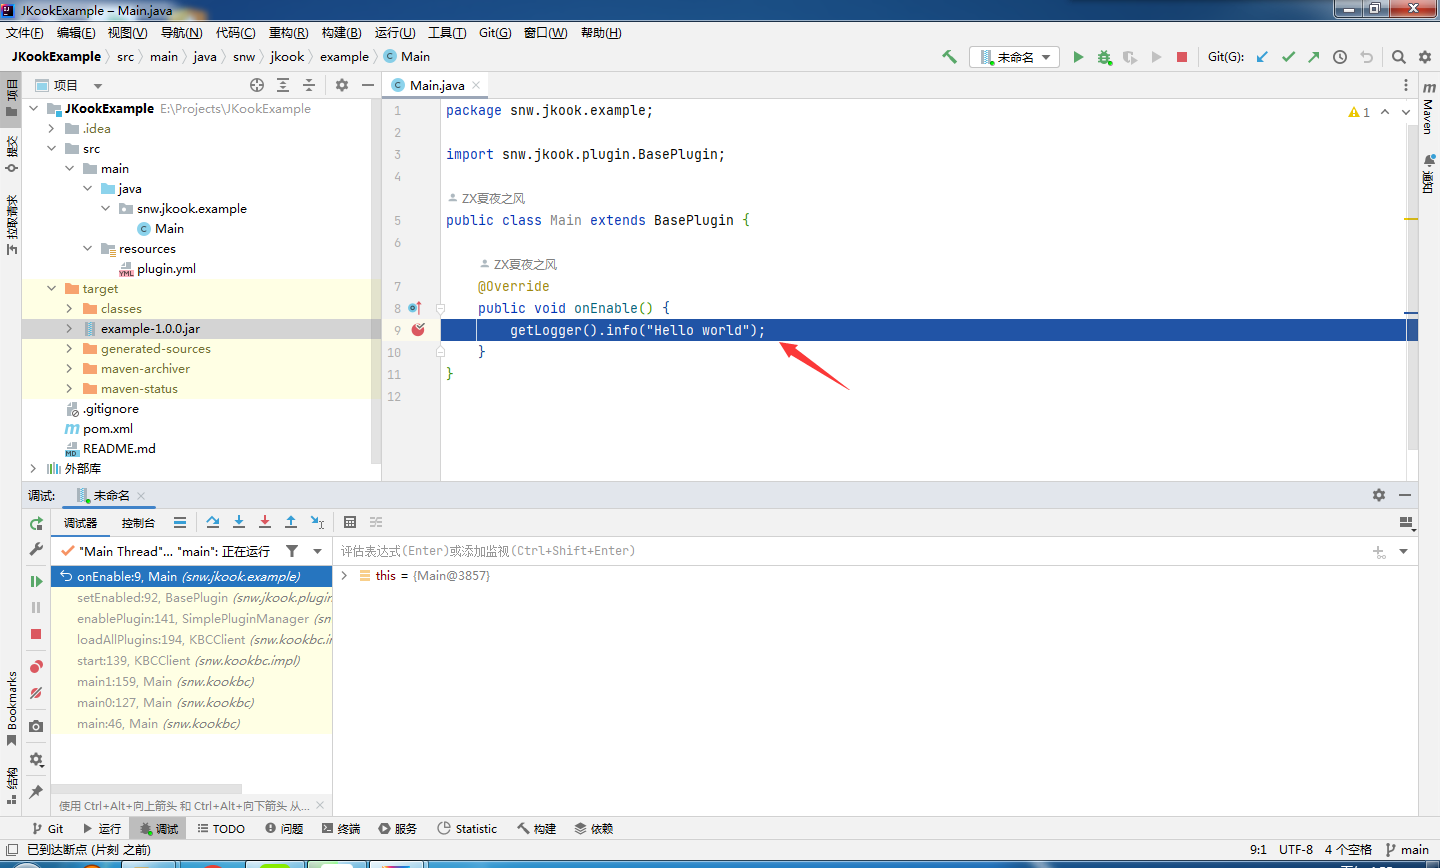 JKookExample – Main.java
文件(F) 编辑(E) 视图(V) 导航(N) 代码(C) 重构(R) 构建(B) 运行(U) 工具(T) Git(G) 窗口(W) 帮助(H)
JKookExample src main java snw jkook example Main 未命名 Git(G):
项目
提交
拉取请求
Bookmarks
结构
项目
JKookExample E:\Projects\JKookExample
.idea
src
main
java
snw.jkook.example
Main
resources
plugin.yml
target
classes
example-1.0.0.jar
generated-sources
maven-archiver
maven-status
.gitignore
pom.xml
README.md
外部库
Main.java
1 package snw.jkook.example;
2
3 import snw.jkook.plugin.BasePlugin;
4
ZX夏夜之风
5 public class Main extends BasePlugin {
6
ZX夏夜之风
7 @Override
8 public void onEnable() {
9 getLogger().info("Hello world");
10 }
11 }
12
1
Maven
通知
调试: 未命名
调试器 控制台
"Main Thread"... "main": 正在运行
onEnable:9, Main (snw.jkook.example)
setEnabled:92, BasePlugin (snw.jkook.plugin
enablePlugin:141, SimplePluginManager (sn
loadAllPlugins:194, KBCClient (snw.kookbc.in
start:139, KBCClient (snw.kookbc.impl)
main1:159, Main (snw.kookbc)
main0:127, Main (snw.kookbc)
main:46, Main (snw.kookbc)
使用 Ctrl+Alt+向上箭头 和 Ctrl+Alt+向下箭头 从...
评估表达式(Enter)或添加监视(Ctrl+Shift+Enter)
this = {Main@3857}
Git 运行 调试 TODO 问题 终端 服务 Statistic 构建 依赖
已到达断点 (片刻 之前) 9:1 UTF-8 4 个空格 main